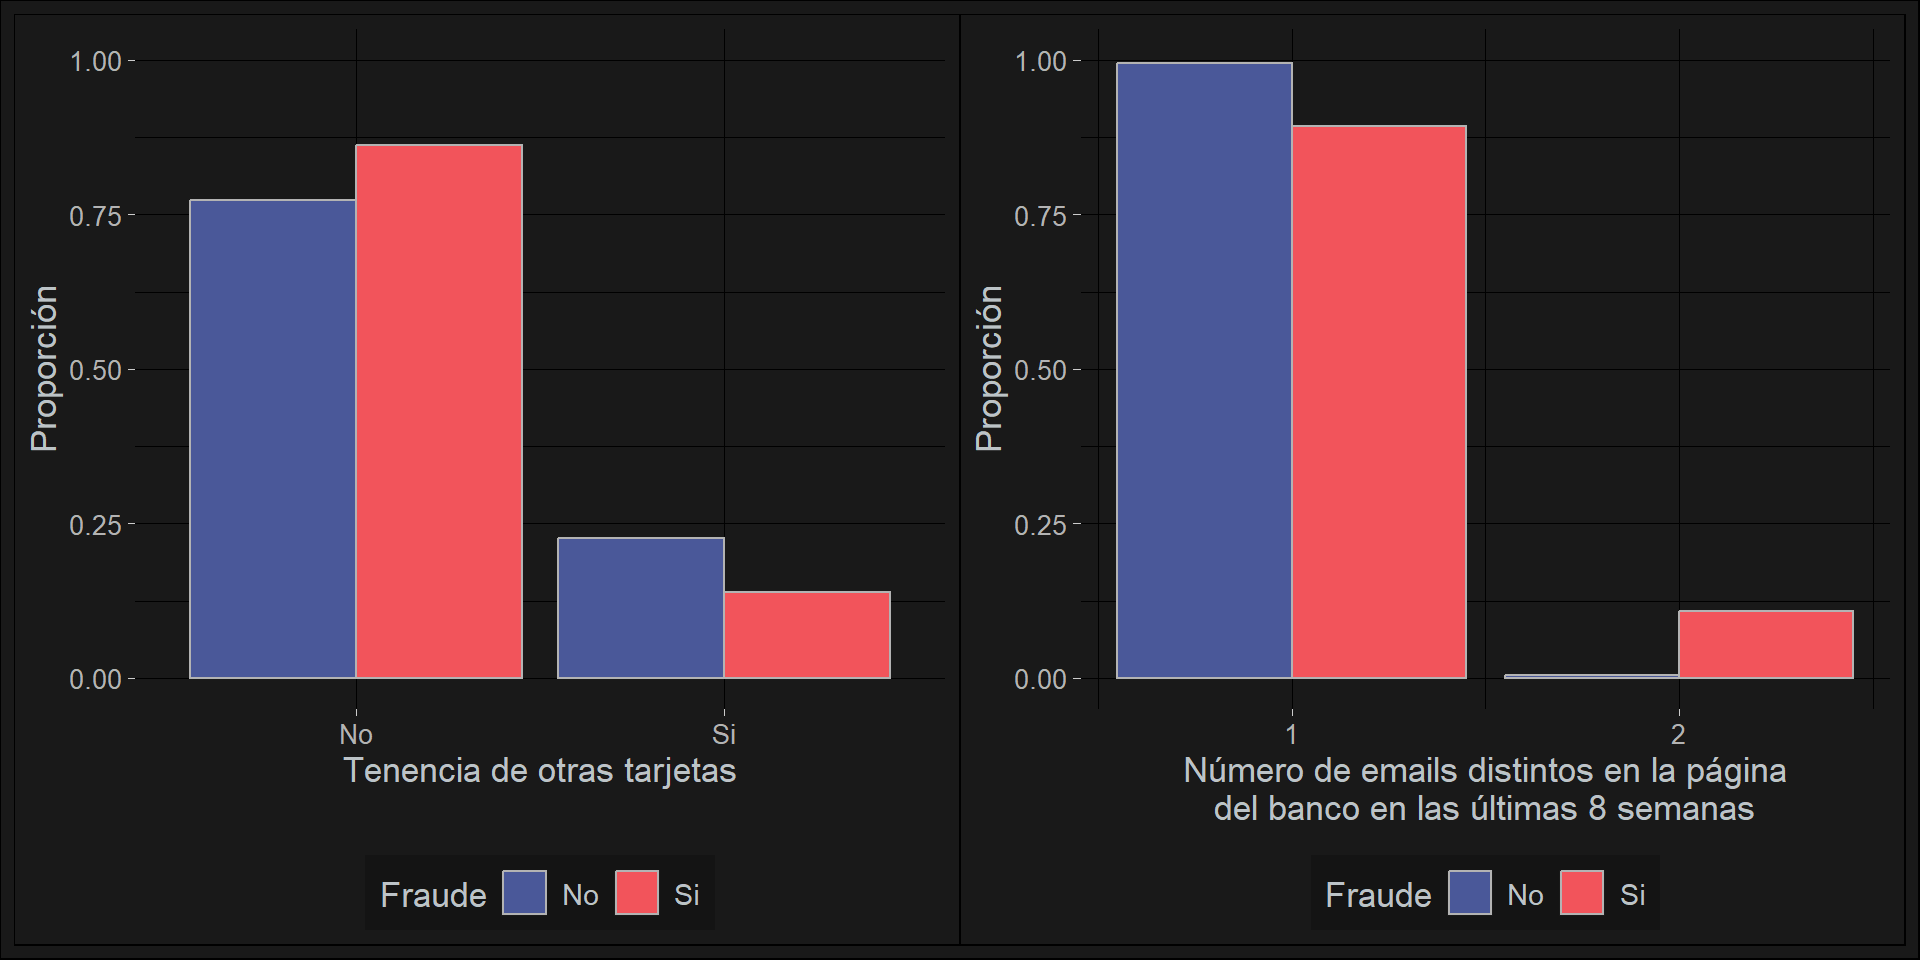 1.00
0.75
0.50
0.25
0.00
Proporción
No
Si
Tenencia de otras tarjetas
Fraude No Si
1.00
0.75
0.50
0.25
0.00
Proporción
1
2
Número de emails distintos en la página
del banco en las últimas 8 semanas
Fraude No Si